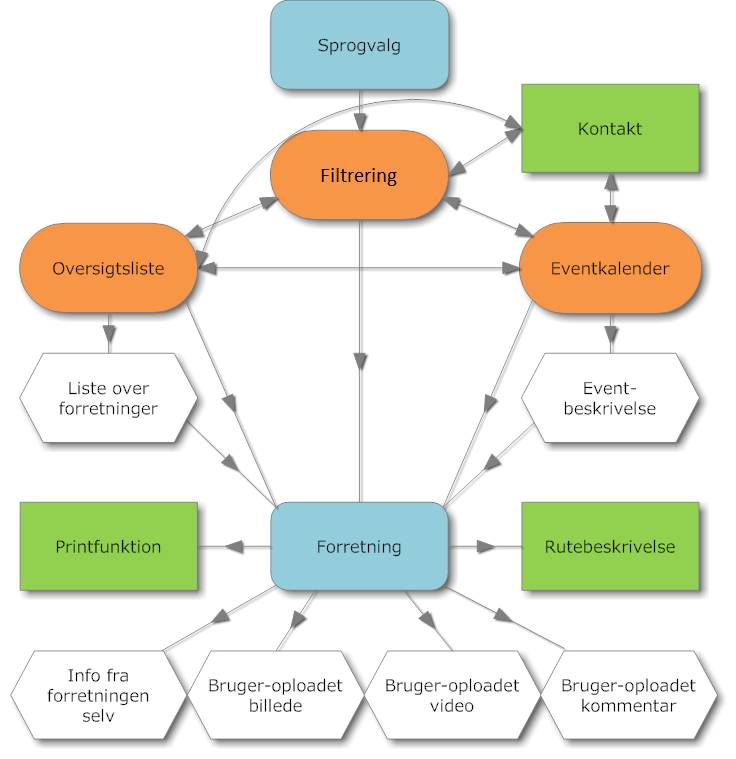 Sprogvalg
Kontakt
Filtrering
Oversigtsliste
Eventkalender
Liste over
forretninger
Event-
beskrivelse
Printfunktion
Forretning
Rutebeskrivelse
Info fra
forretningen
selv
Bruger-oploadet
billede
Bruger-oploadet
video
Bruger-oploadet
kommentar